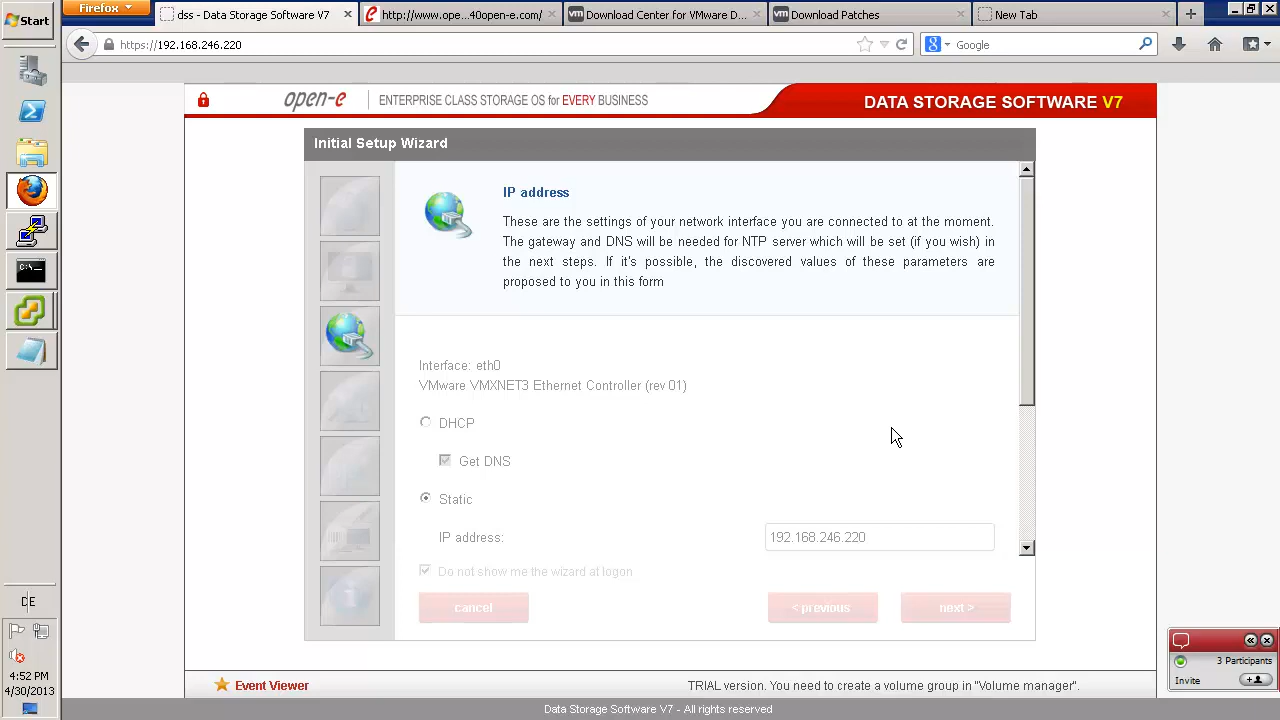 Start
Firefox
dss - Data Storage Software V7
http://www.ope...40open-e.com/
Download Center for VMware D...
Download Patches
New Tab
https://192.168.246.220
Google
open-e
ENTERPRISE CLASS STORAGE OS for EVERY BUSINESS
DATA STORAGE SOFTWARE V7
Initial Setup Wizard
IP address
These are the settings of your network interface you are connected to at the moment.
The gateway and DNS will be needed for NTP server which will be set (if you wish) in
the next steps. If it's possible, the discovered values of these parameters are
proposed to you in this form
Interface: eth0
VMware VMXNET3 Ethernet Controller (rev 01)
DHCP
Get DNS
Static
IP address:
192.168.246.220
Do not show me the wizard at logon
cancel
< previous
next >
Event Viewer
TRIAL version. You need to create a volume group in "Volume manager".
Data Storage Software V7 - All rights reserved
DE
4:52 PM
4/30/2013
3 Participants
Invite